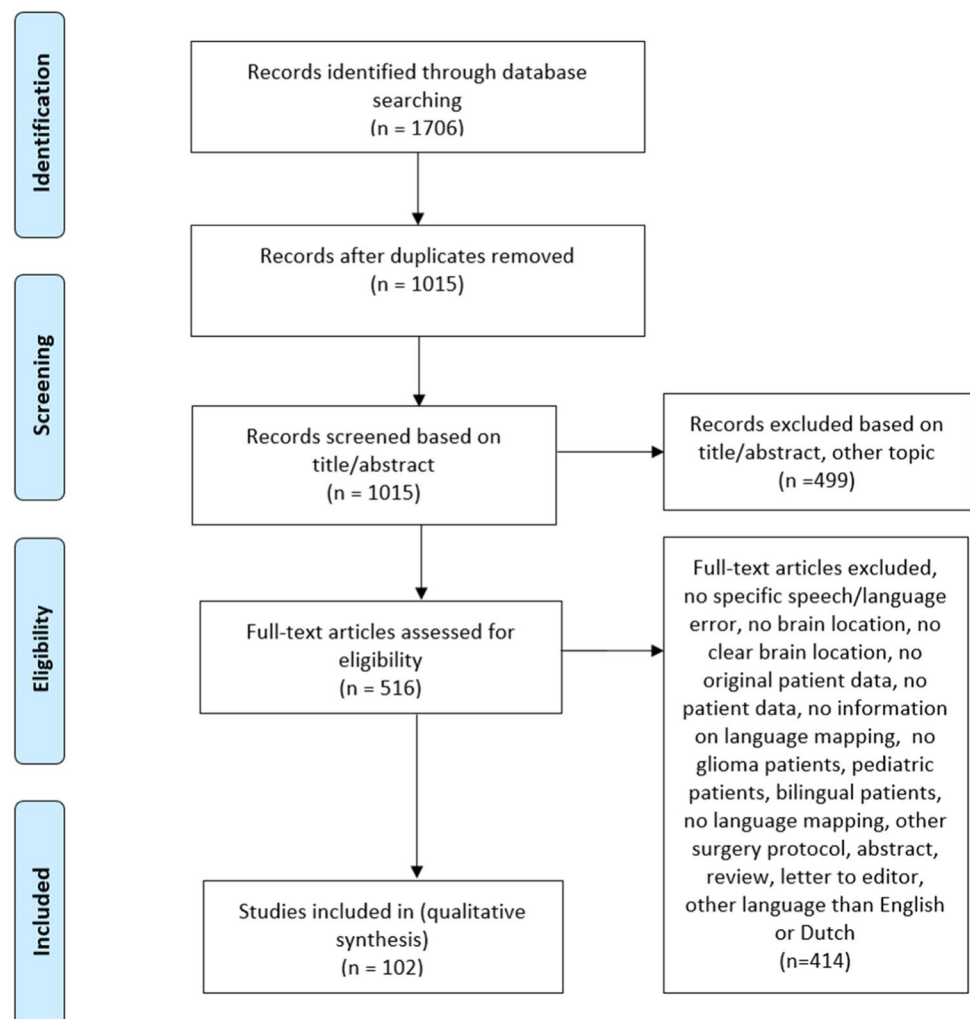 Identification
Records identified through database
searching
(n = 1706)
Records after duplicates removed
(n = 1015)
Screening
Records screened based on
title/abstract
(n = 1015)
Records excluded based on
title/abstract, other topic
(n =499)
Eligibility
Full-text articles assessed for
eligibility
(n = 516)
Full-text articles excluded,
no specific speech/language
error, no brain location, no
clear brain location, no
original patient data, no
patient data, no information
on language mapping,  no
glioma patients, pediatric
patients, bilingual patients,
no language mapping, other
surgery protocol, abstract,
review, letter to editor,
other language than English
or Dutch
(n=414)
Included
Studies included in (qualitative
synthesis)
n = 102)